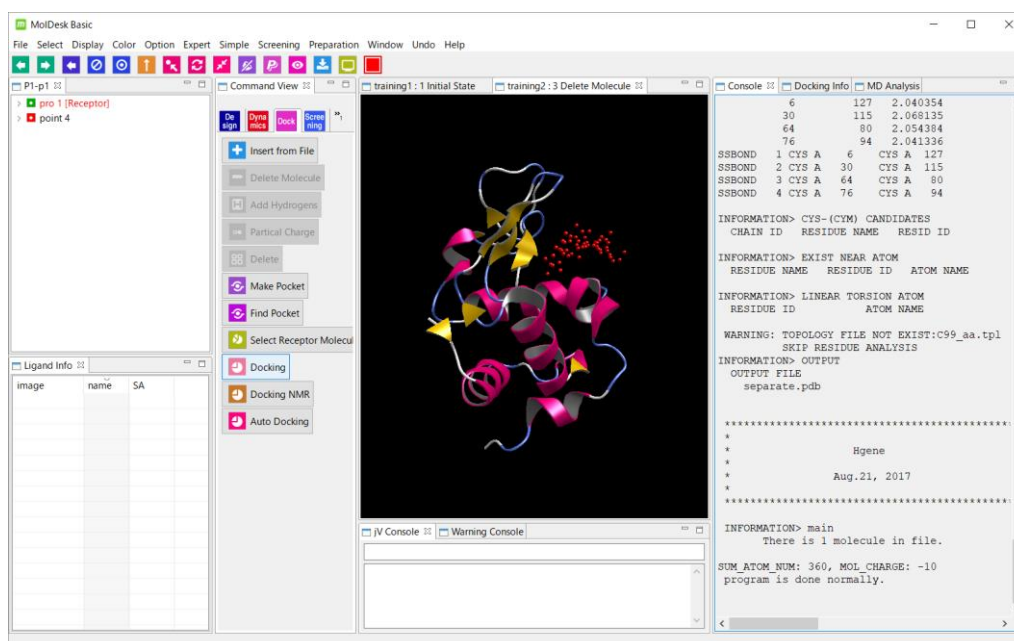 MolDesk Basic
File Select Display Color Option Expert Simple Screening Preparation Window Undo Help
P1-p1
pro 1 [Receptor]
point 4
Ligand Info
image name SA
Command View
De sign
Dyna mics
Dock
Scree ning
Insert from File
Delete Molecule
Add Hydrogens
Partical Charge
Delete
Make Pocket
Find Pocket
Select Receptor Molecul
Docking
Docking NMR
Auto Docking
training1 : 1 Initial State
training2 : 3 Delete Molecule
jV Console
Warning Console
Console
Docking Info
MD Analysis
6 127 2.040354
30 115 2.068135
64 80 2.054384
76 94 2.041336
SSBOND 1 CYS A 6 CYS A 127
SSBOND 2 CYS A 30 CYS A 115
SSBOND 3 CYS A 64 CYS A 80
SSBOND 4 CYS A 76 CYS A 94
INFORMATION> CYS-(CYM) CANDIDATES
CHAIN ID RESIDUE NAME RESID ID
INFORMATION> EXIST NEAR ATOM
RESIDUE NAME RESIDUE ID ATOM NAME
INFORMATION> LINEAR TORSION ATOM
RESIDUE ID ATOM NAME
WARNING: TOPOLOGY FILE NOT EXIST:C99_aa.tpl
SKIP RESIDUE ANALYSIS
INFORMATION> OUTPUT
OUTPUT FILE
separate.pdb
*********************************************
*
* Hgene
*
* Aug.21, 2017
*
*********************************************
INFORMATION> main
There is 1 molecule in file.
SUM_ATOM_NUM: 360, MOL_CHARGE: -10
program is done normally.